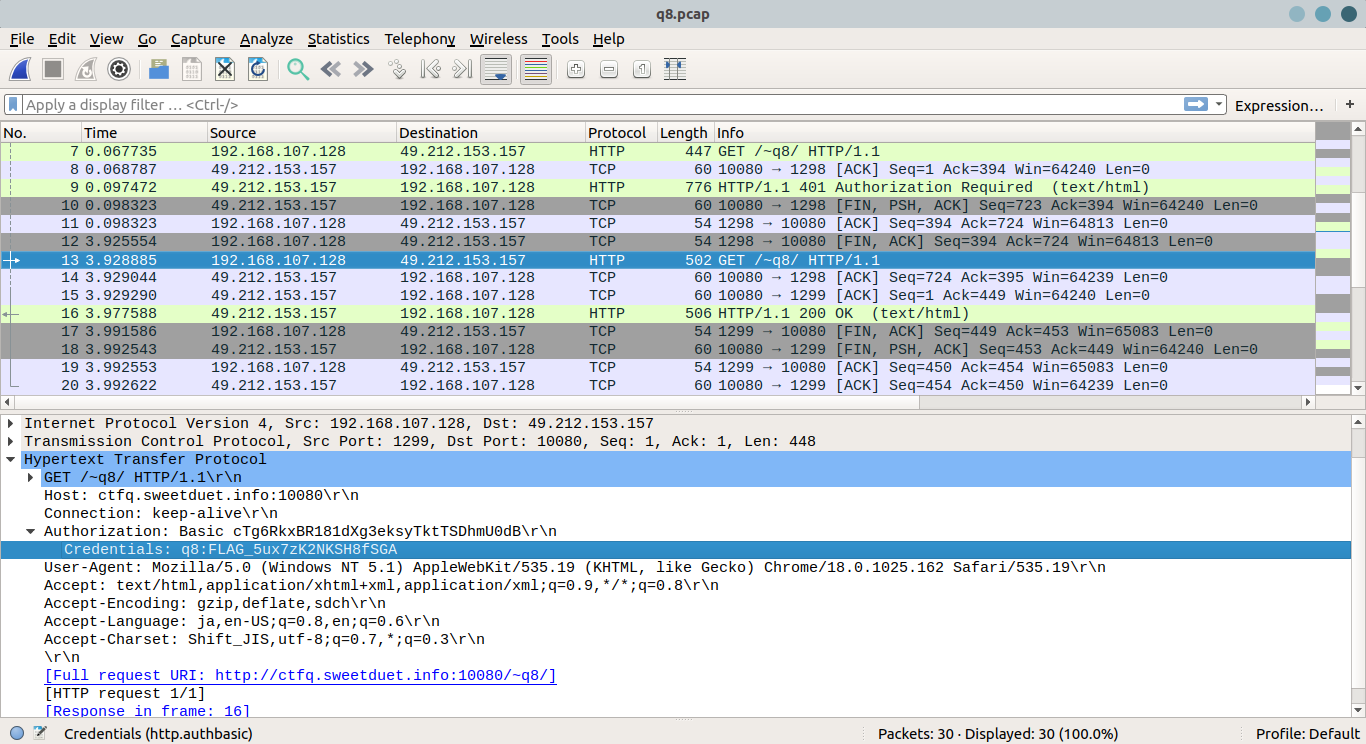 q8.pcap
File Edit View Go Capture Analyze Statistics Telephony Wireless Tools Help
Apply a display filter … <Ctrl-/> Expression… +
No. Time Source Destination Protocol Length Info
7 0.067735 192.168.107.128 49.212.153.157 HTTP 447 GET /~q8/ HTTP/1.1
8 0.068787 49.212.153.157 192.168.107.128 TCP 60 10080 → 1298 [ACK] Seq=1 Ack=394 Win=64240 Len=0
9 0.097472 49.212.153.157 192.168.107.128 HTTP 776 HTTP/1.1 401 Authorization Required (text/html)
10 0.098323 49.212.153.157 192.168.107.128 TCP 60 10080 → 1298 [FIN, PSH, ACK] Seq=723 Ack=394 Win=64240 Len=0
11 0.098323 192.168.107.128 49.212.153.157 TCP 54 1298 → 10080 [ACK] Seq=394 Ack=724 Win=64813 Len=0
12 3.925554 192.168.107.128 49.212.153.157 TCP 54 1298 → 10080 [FIN, ACK] Seq=394 Ack=724 Win=64813 Len=0
13 3.928885 192.168.107.128 49.212.153.157 HTTP 502 GET /~q8/ HTTP/1.1
14 3.929044 49.212.153.157 192.168.107.128 TCP 60 10080 → 1298 [ACK] Seq=724 Ack=395 Win=64239 Len=0
15 3.929290 49.212.153.157 192.168.107.128 TCP 60 10080 → 1299 [ACK] Seq=1 Ack=449 Win=64240 Len=0
16 3.977588 49.212.153.157 192.168.107.128 HTTP 506 HTTP/1.1 200 OK (text/html)
17 3.991586 192.168.107.128 49.212.153.157 TCP 54 1299 → 10080 [FIN, ACK] Seq=449 Ack=453 Win=65083 Len=0
18 3.992543 49.212.153.157 192.168.107.128 TCP 60 10080 → 1299 [FIN, PSH, ACK] Seq=453 Ack=449 Win=64240 Len=0
19 3.992553 192.168.107.128 49.212.153.157 TCP 54 1299 → 10080 [ACK] Seq=450 Ack=454 Win=65083 Len=0
20 3.992622 49.212.153.157 192.168.107.128 TCP 60 10080 → 1299 [ACK] Seq=454 Ack=450 Win=64239 Len=0
Internet Protocol Version 4, Src: 192.168.107.128, Dst: 49.212.153.157
Transmission Control Protocol, Src Port: 1299, Dst Port: 10080, Seq: 1, Ack: 1, Len: 448
Hypertext Transfer Protocol
GET /~q8/ HTTP/1.1\r\n
Host: ctfq.sweetduet.info:10080\r\n
Connection: keep-alive\r\n
Authorization: Basic cTg6RkxBR181dXg3eksyTktTSDhmU0dB\r\n
Credentials: q8:FLAG_5ux7zK2NKSH8fSGA
User-Agent: Mozilla/5.0 (Windows NT 5.1) AppleWebKit/535.19 (KHTML, like Gecko) Chrome/18.0.1025.162 Safari/535.19\r\n
Accept: text/html,application/xhtml+xml,application/xml;q=0.9,*/*;q=0.8\r\n
Accept-Encoding: gzip,deflate,sdch\r\n
Accept-Language: ja,en-US;q=0.8,en;q=0.6\r\n
Accept-Charset: Shift_JIS,utf-8;q=0.7,*;q=0.3\r\n
\r\n
[Full request URI: http://ctfq.sweetduet.info:10080/~q8/]
[HTTP request 1/1]
[Response in frame: 16]
Credentials (http.authbasic) Packets: 30 · Displayed: 30 (100.0%) Profile: Default